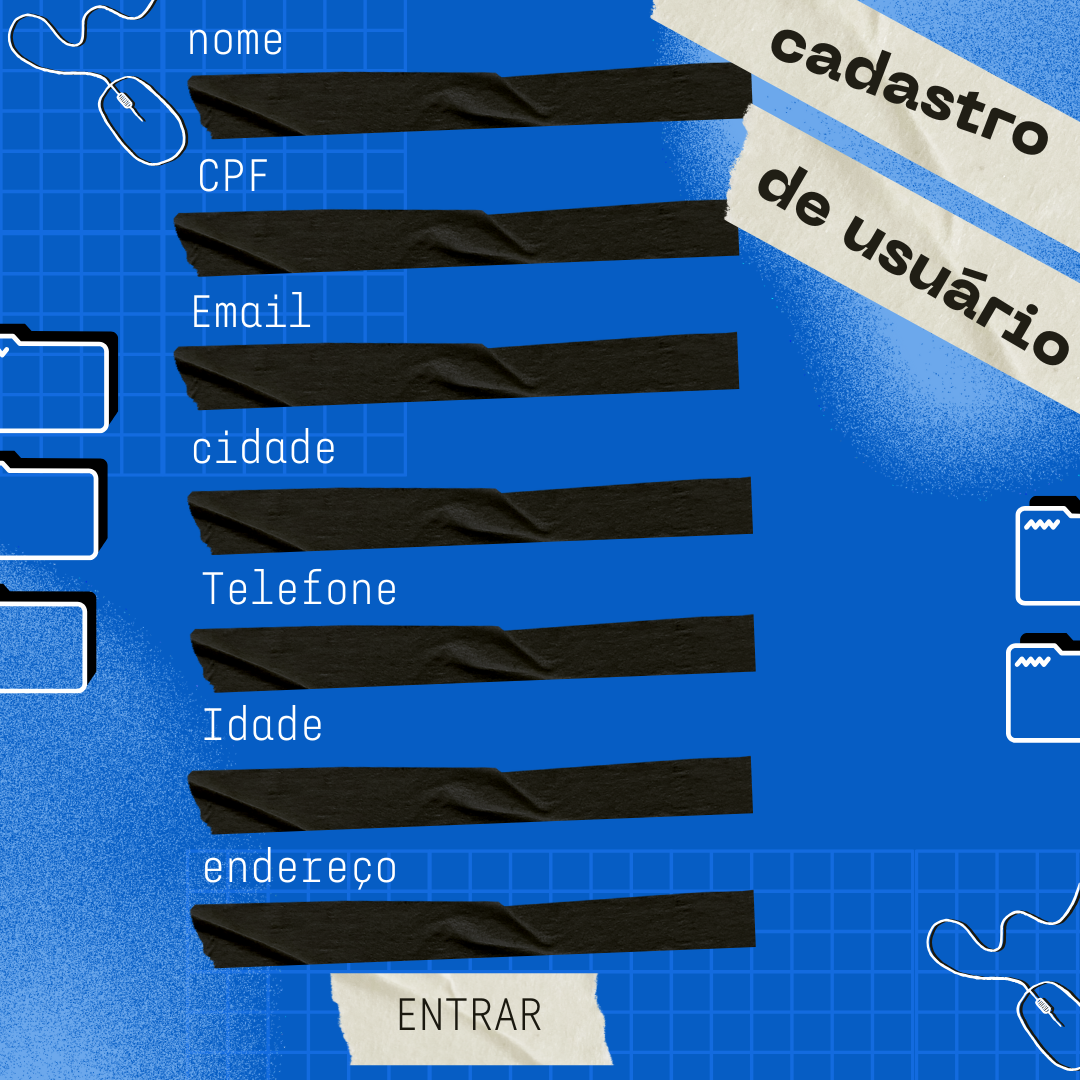 cadastro
de usuário
nome
CPF
Email
cidade
Telefone
Idade
endereço
ENTRAR